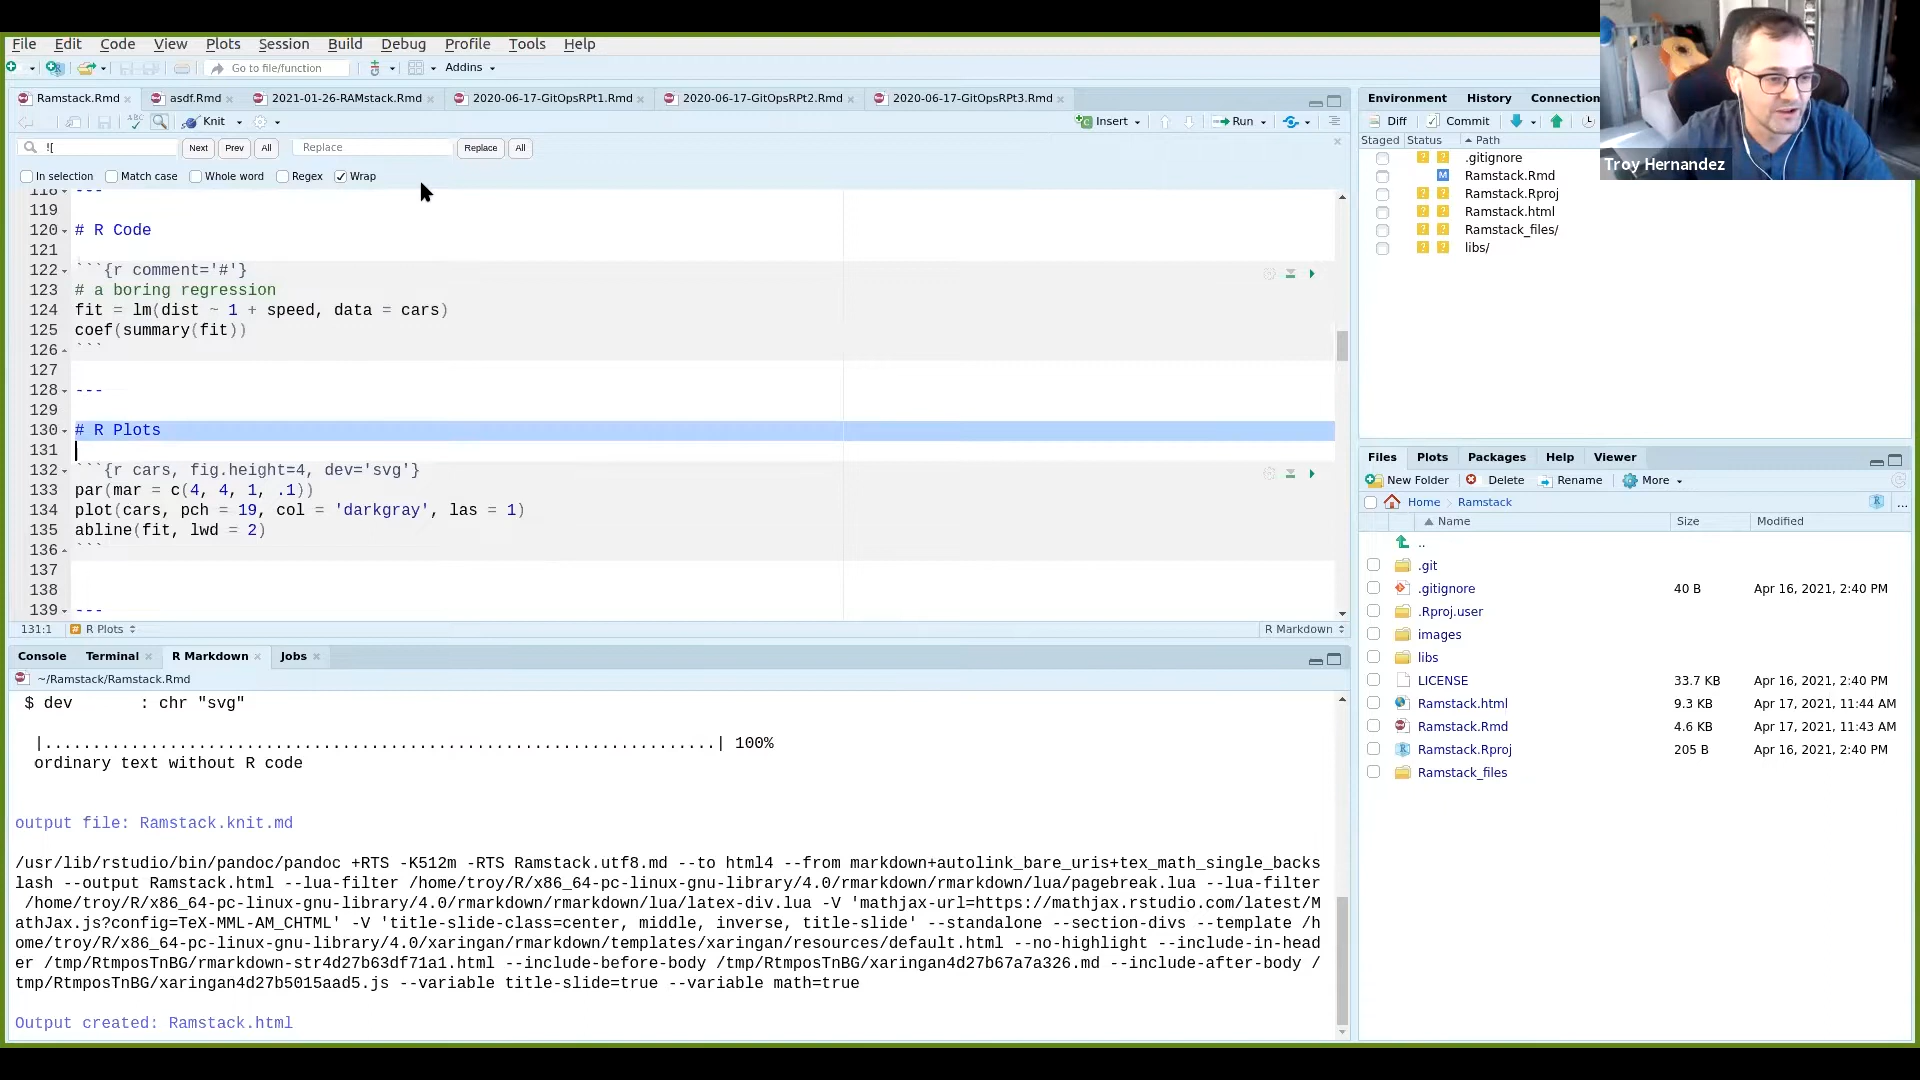 File Edit Code View Plots Session Build Debug Profile Tools Help
Go to file/function Addins
Ramstack.Rmd asdf.Rmd 2021-01-26-RAMstack.Rmd 2020-06-17-GitOpsRPt1.Rmd 2020-06-17-GitOpsRPt2.Rmd 2020-06-17-GitOpsRPt3.Rmd
ABC Knit Insert Run
![ Next Prev All Replace Replace All
In selection Match case Whole word Regex Wrap
118 ---
119
120 # R Code
121
122 ```{r comment='#'}
123 # a boring regression
124 fit = lm(dist ~ 1 + speed, data = cars)
125 coef(summary(fit))
126 ```
127
128 ---
129
130 # R Plots
131
132 ```{r cars, fig.height=4, dev='svg'}
133 par(mar = c(4, 4, 1, .1))
134 plot(cars, pch = 19, col = 'darkgray', las = 1)
135 abline(fit, lwd = 2)
136 ```
137
138
139 ---
131:1 # R Plots R Markdown
Console Terminal R Markdown Jobs
~/Ramstack/Ramstack.Rmd
$ dev : chr "svg"
|......................................................................| 100%
ordinary text without R code
output file: Ramstack.knit.md
/usr/lib/rstudio/bin/pandoc/pandoc +RTS -K512m -RTS Ramstack.utf8.md --to html4 --from markdown+autolink_bare_uris+tex_math_single_backs
lash --output Ramstack.html --lua-filter /home/troy/R/x86_64-pc-linux-gnu-library/4.0/rmarkdown/rmarkdown/lua/pagebreak.lua --lua-filter
/home/troy/R/x86_64-pc-linux-gnu-library/4.0/rmarkdown/rmarkdown/lua/latex-div.lua -V 'mathjax-url=https://mathjax.rstudio.com/latest/M
athJax.js?config=TeX-MML-AM_CHTML' -V 'title-slide-class=center, middle, inverse, title-slide' --standalone --section-divs --template /h
ome/troy/R/x86_64-pc-linux-gnu-library/4.0/xaringan/rmarkdown/templates/xaringan/resources/default.html --no-highlight --include-in-head
er /tmp/RtmposTnBG/rmarkdown-str4d27b63df71a1.html --include-before-body /tmp/RtmposTnBG/xaringan4d27b67a7a326.md --include-after-body /
tmp/RtmposTnBG/xaringan4d27b5015aad5.js --variable title-slide=true --variable math=true
Output created: Ramstack.html
Environment History Connection
Diff Commit
Staged Status Path
? ? .gitignore
M Ramstack.Rmd
? ? Ramstack.Rproj
? ? Ramstack.html
? ? Ramstack_files/
? ? libs/
Files Plots Packages Help Viewer
New Folder Delete Rename More
Home Ramstack R ...
Name Size Modified
..
.git
.gitignore 40 B Apr 16, 2021, 2:40 PM
.Rproj.user
images
libs
LICENSE 33.7 KB Apr 16, 2021, 2:40 PM
Ramstack.html 9.3 KB Apr 17, 2021, 11:44 AM
Ramstack.Rmd 4.6 KB Apr 17, 2021, 11:43 AM
Ramstack.Rproj 205 B Apr 16, 2021, 2:40 PM
Ramstack_files
Troy Hernandez